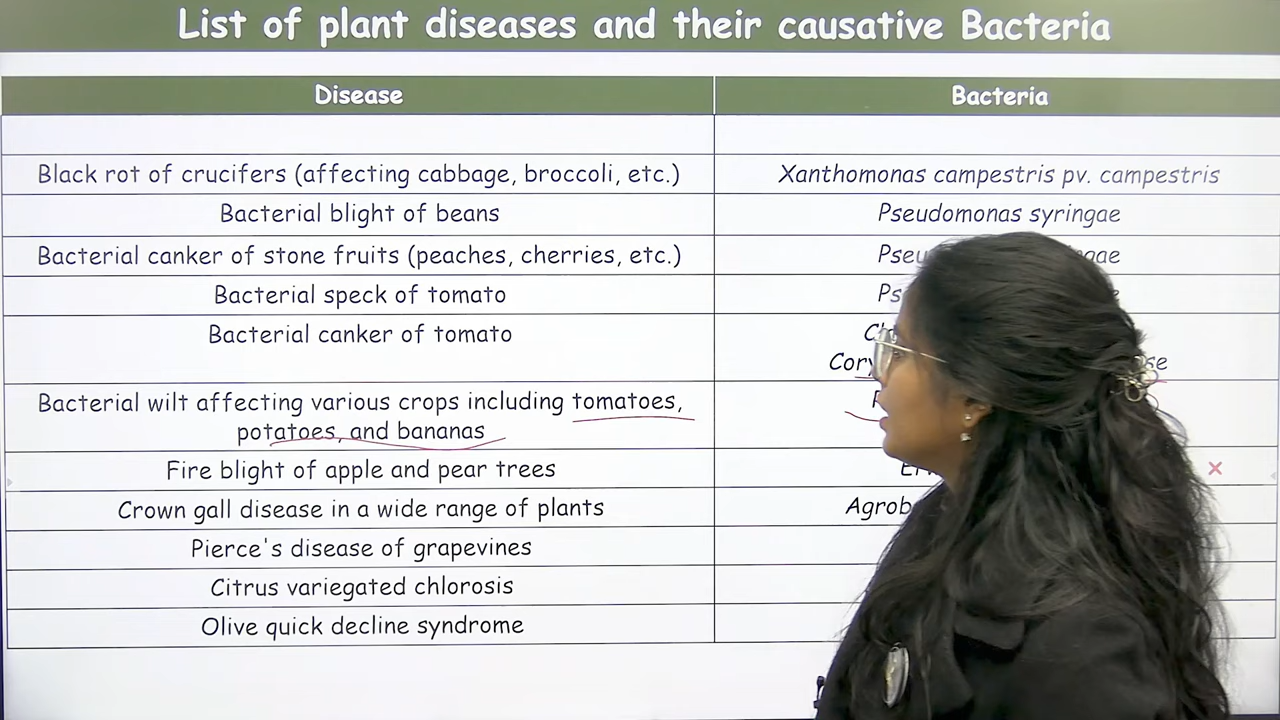 List of plant diseases and their causative Bacteria
Disease Bacteria
Black rot of crucifers (affecting cabbage, broccoli, etc.) Xanthomonas campestris pv. campestris
Bacterial blight of beans Pseudomonas syringae
Bacterial canker of stone fruits (peaches, cherries, etc.)
Bacterial speck of tomato
Bacterial canker of tomato
Bacterial wilt affecting various crops including tomatoes,
potatoes, and bananas
Fire blight of apple and pear trees
Crown gall disease in a wide range of plants
Pierce's disease of grapevines
Citrus variegated chlorosis
Olive quick decline syndrome